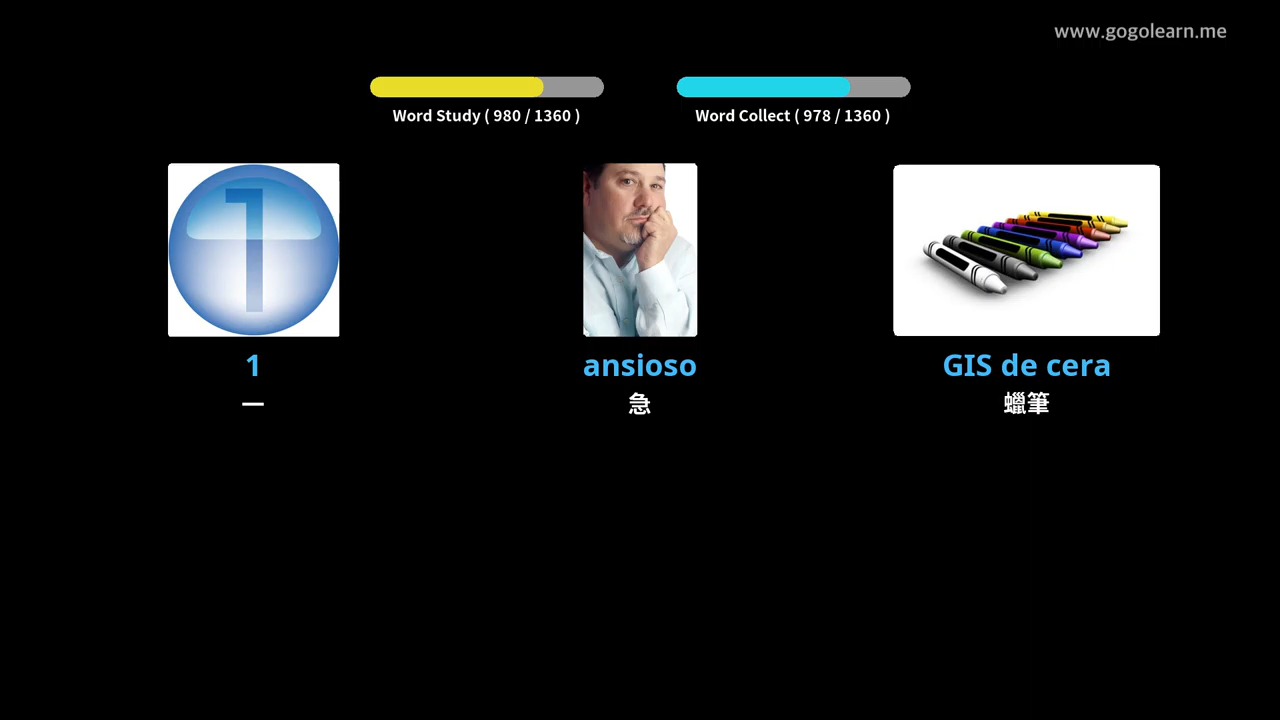 www.gogolearn.me
Word Study ( 980 / 1360 )
Word Collect ( 978 / 1360 )
1
1
ansioso
GIS de cera
一
急
蠟筆